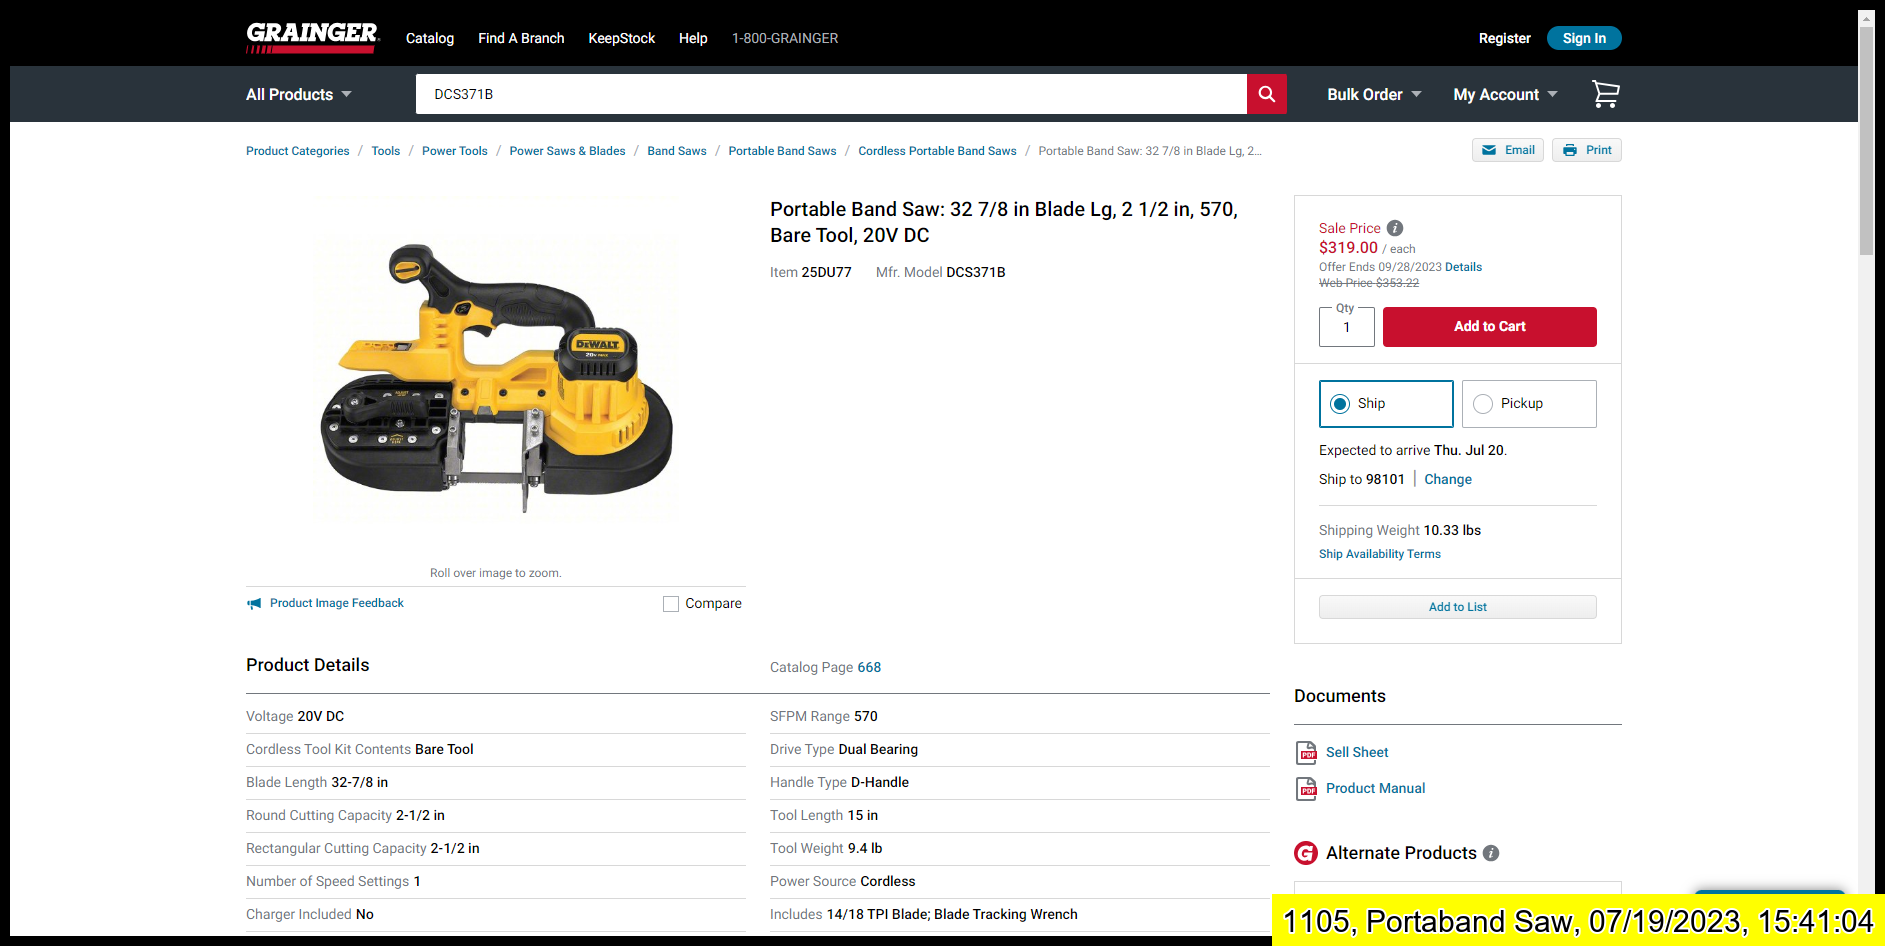 GRAINGER
Catalog
Find A Branch
KeepStock
Help
1-800-GRAINGER
Register
Sign In
All Products
DCS371B
Bulk Order
My Account
Product Categories / Tools / Power Tools / Power Saws & Blades / Band Saws / Portable Band Saws / Cordless Portable Band Saws / Portable Band Saw: 32 7/8 in Blade Lg, 2...
Email
Print
DEWALT
20V MAX
Roll over image to zoom.
Product Image Feedback
Compare
Portable Band Saw: 32 7/8 in Blade Lg, 2 1/2 in, 570,
Bare Tool, 20V DC
Item 25DU77
Mfr. Model DCS371B
Sale Price
$319.00 / each
Offer Ends 09/28/2023 Details
Web Price $353.22
Qty
1
Add to Cart
Ship
Pickup
Expected to arrive Thu. Jul 20.
Ship to 98101 | Change
Shipping Weight 10.33 lbs
Ship Availability Terms
Add to List
Product Details
Catalog Page 668
Voltage 20V DC
Cordless Tool Kit Contents Bare Tool
Blade Length 32-7/8 in
Round Cutting Capacity 2-1/2 in
Rectangular Cutting Capacity 2-1/2 in
Number of Speed Settings 1
Charger Included No
SFPM Range 570
Drive Type Dual Bearing
Handle Type D-Handle
Tool Length 15 in
Tool Weight 9.4 lb
Power Source Cordless
Includes 14/18 TPI Blade; Blade Tracking Wrench
Documents
PDF Sell Sheet
PDF Product Manual
G Alternate Products
1105, Portaband Saw, 07/19/2023, 15:41:04